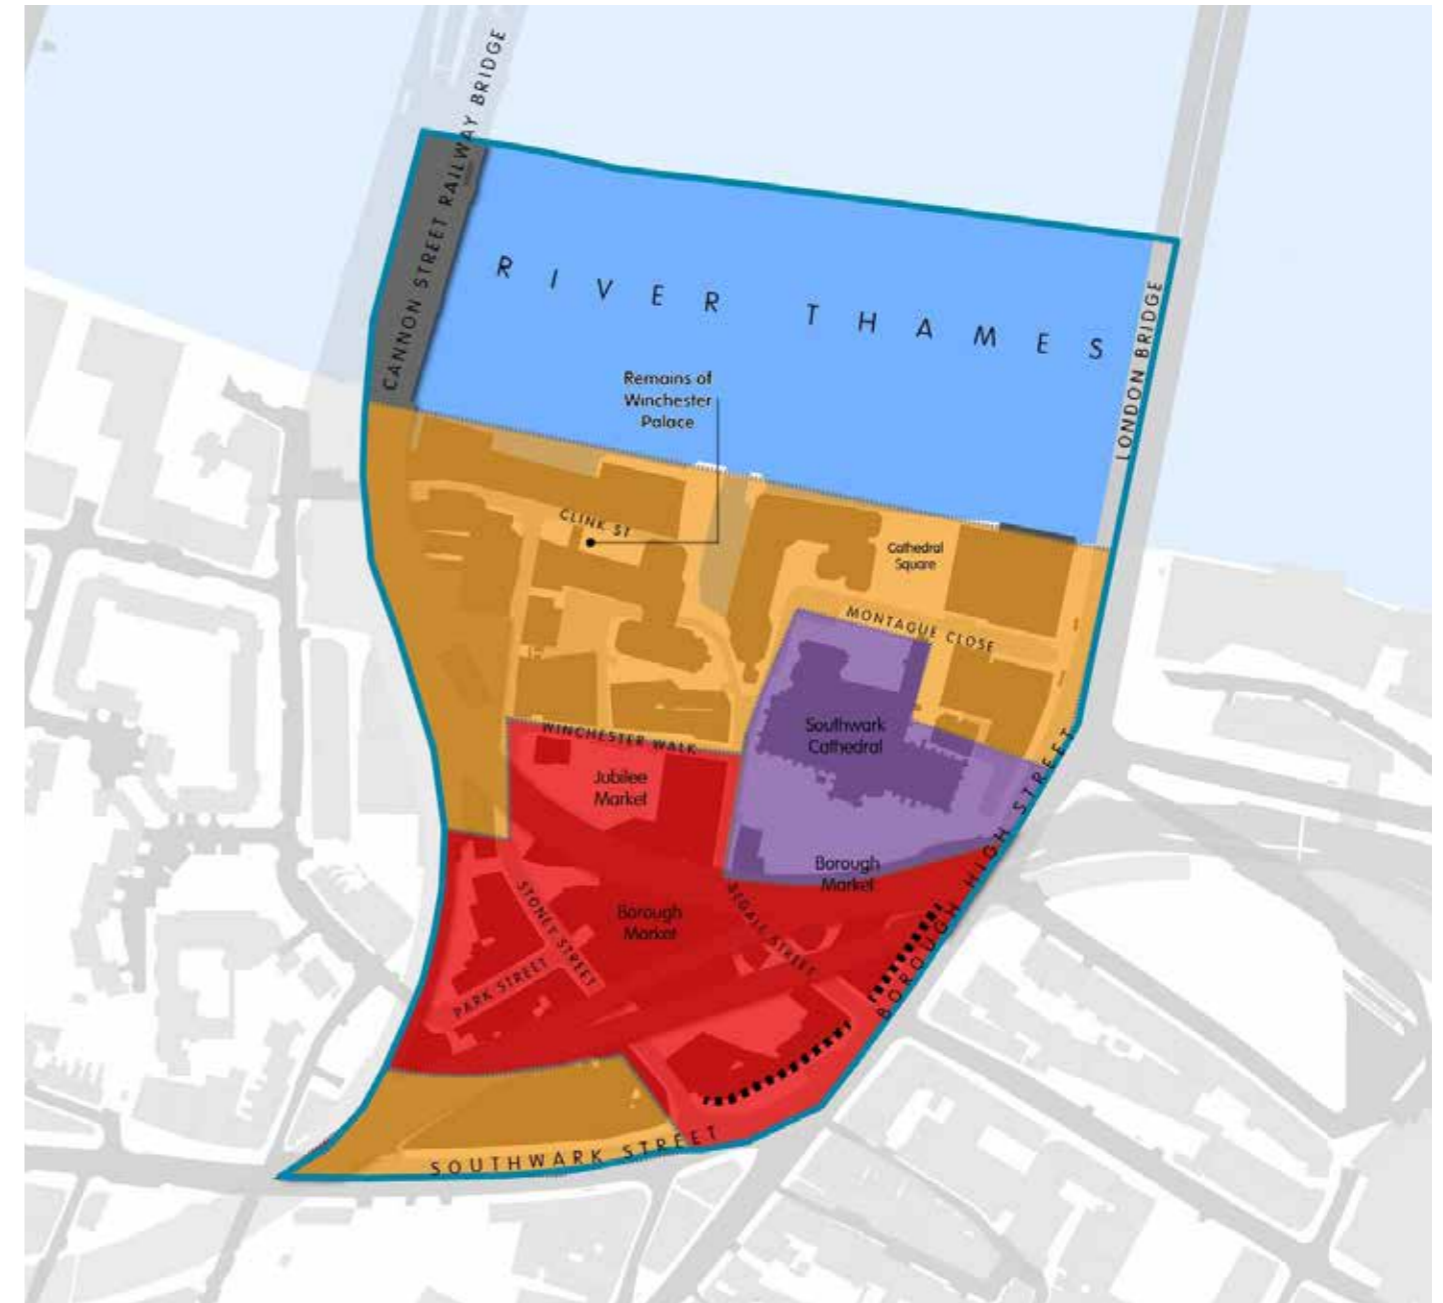 CANNON STREET RAILWAY BRIDGE
RIVER THAMES
LONDON BRIDGE
Remains of
Winchester
Palace
CLINK ST
Cathedral
Square
MONTAGUE CLOSE
Southwark
Cathedral
WINCHESTER WALK
Jubilee
Market
BOROUGH HIGH STREET
Borough
Market
STONEY STREET
Borough
Market
BEDALE STREET
PARK STREET
SOUTHWARK STREET